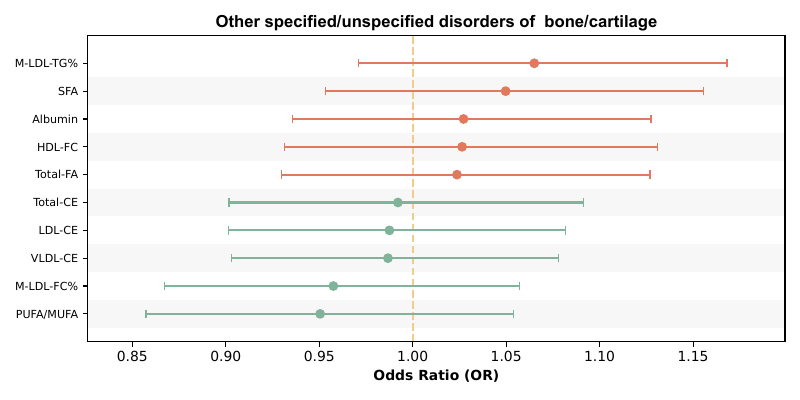 Other specified/unspecified disorders of  bone/cartilage
M-LDL-TG%
SFA
Albumin
HDL-FC
Total-FA
Total-CE
LDL-CE
VLDL-CE
M-LDL-FC%
PUFA/MUFA
0.85 0.90 0.95 1.00 1.05 1.10 1.15
Odds Ratio (OR)